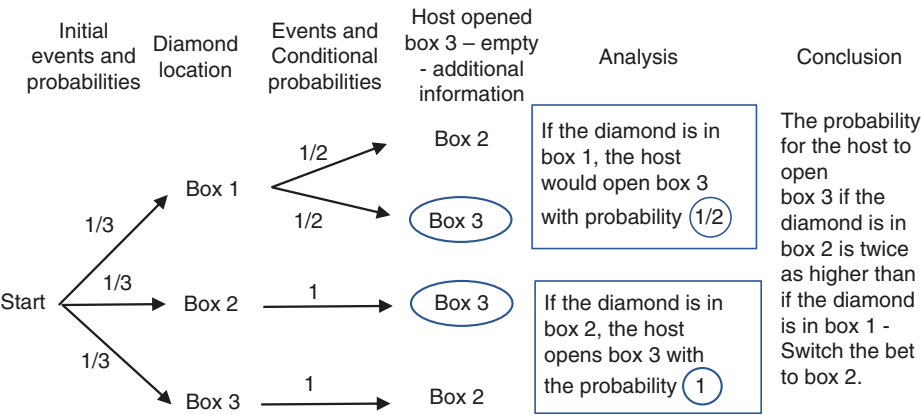 Initial
events and
probabilities
Diamond
location
Events and
Conditional
probabilities
Host opened
box 3 – empty
- additional
information
Analysis
Conclusion
Start
1/3
1/3
1/3
Box 1
Box 2
Box 3
1/2
1/2
1
1
Box 2
Box 3
Box 3
Box 2
If the diamond is in
box 1, the host
would open box 3
with probability 1/2
If the diamond is in
box 2, the host
opens box 3 with
the probability 1
The probability
for the host to
open
box 3 if the
diamond is in
box 2 is twice
as higher than
if the diamond
is in box 1 -
Switch the bet
to box 2.